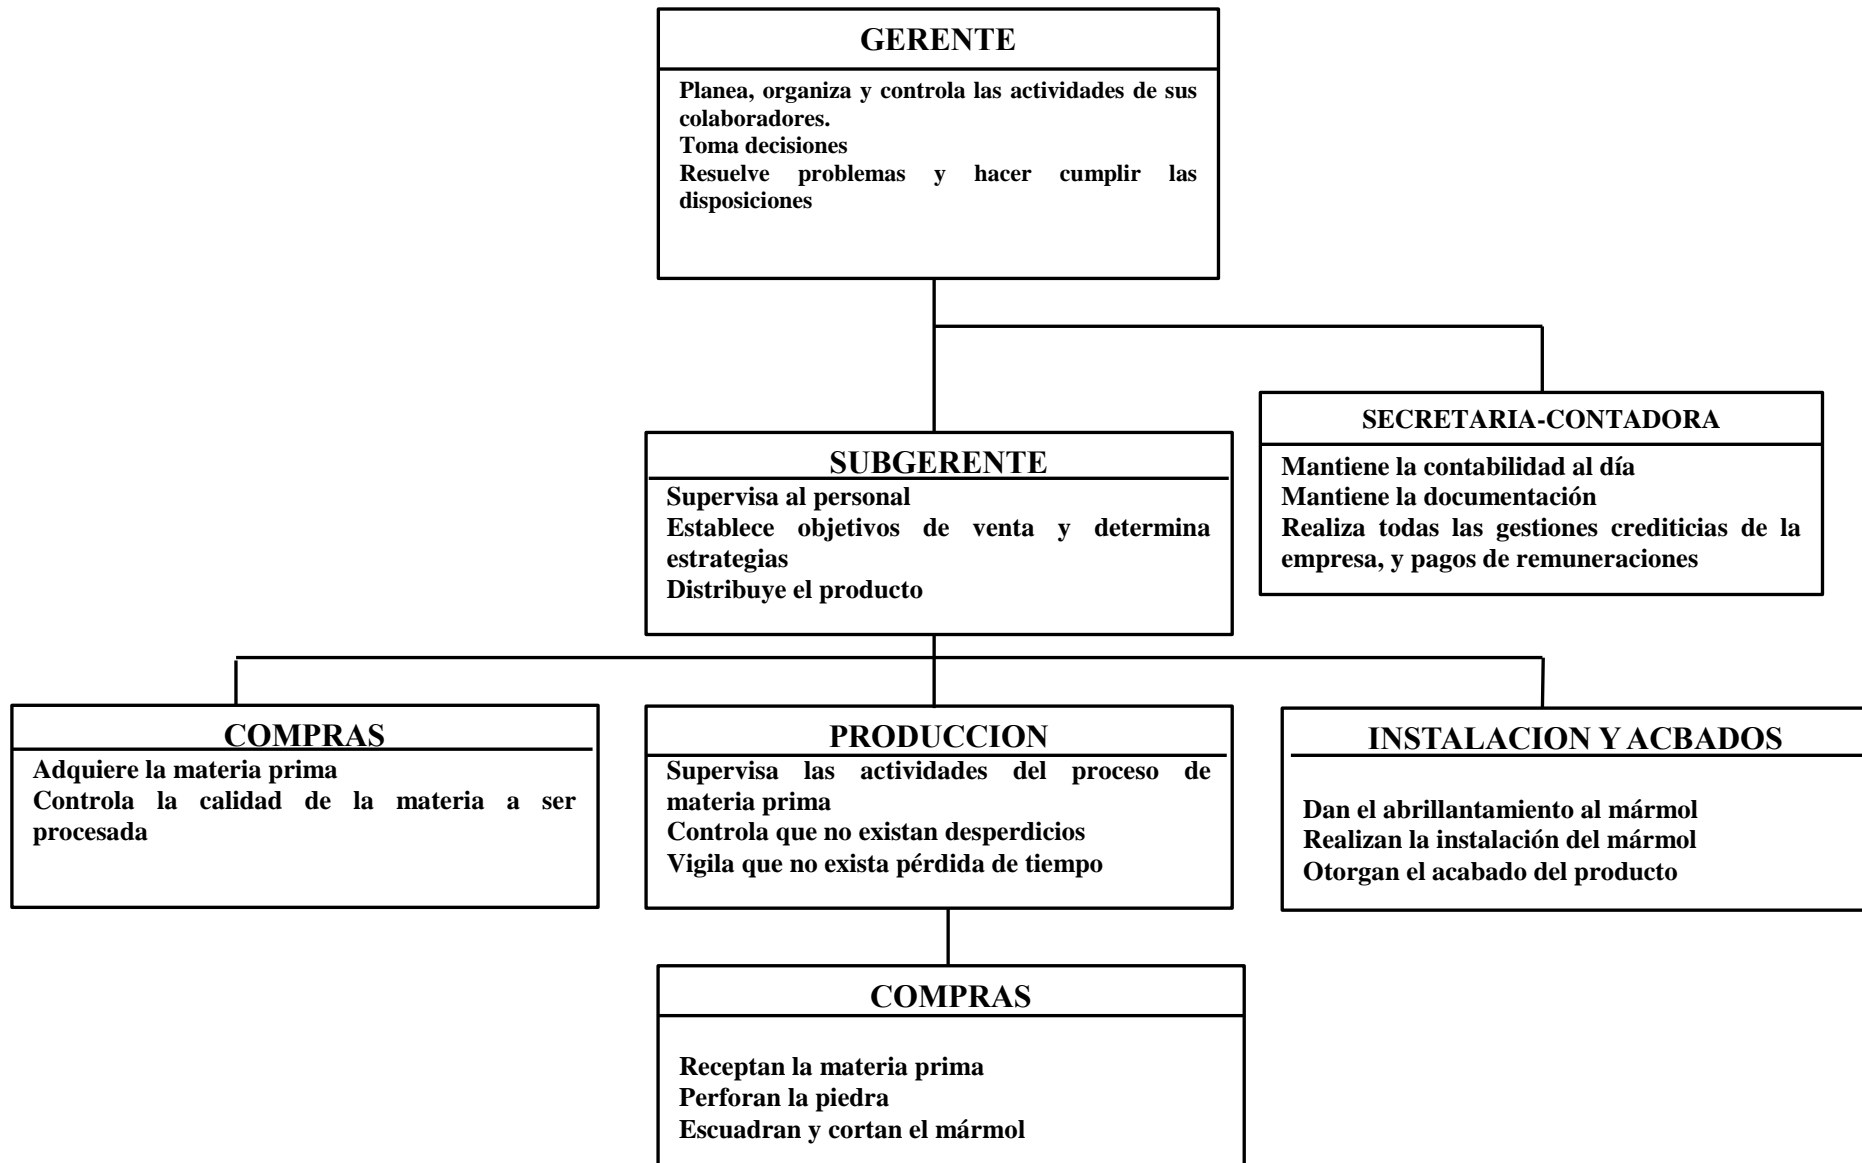 GERENTE
Planea, organiza y controla las actividades de sus
colaboradores.
Toma decisiones
Resuelve problemas y hacer cumplir las
disposiciones
SECRETARIA-CONTADORA
Mantiene la contabilidad al día
Mantiene la documentación
Realiza todas las gestiones crediticias de la
empresa, y pagos de remuneraciones
SUBGERENTE
Supervisa al personal
Establece objetivos de venta y determina
estrategias
Distribuye el producto
COMPRAS
Adquiere la materia prima
Controla la calidad de la materia a ser
procesada
PRODUCCION
Supervisa las actividades del proceso de
materia prima
Controla que no existan desperdicios
Vigila que no exista pérdida de tiempo
INSTALACION Y ACBADOS
Dan el abrillantamiento al mármol
Realizan la instalación del mármol
Otorgan el acabado del producto
COMPRAS
Receptan la materia prima
Perforan la piedra
Escuadran y cortan el mármol